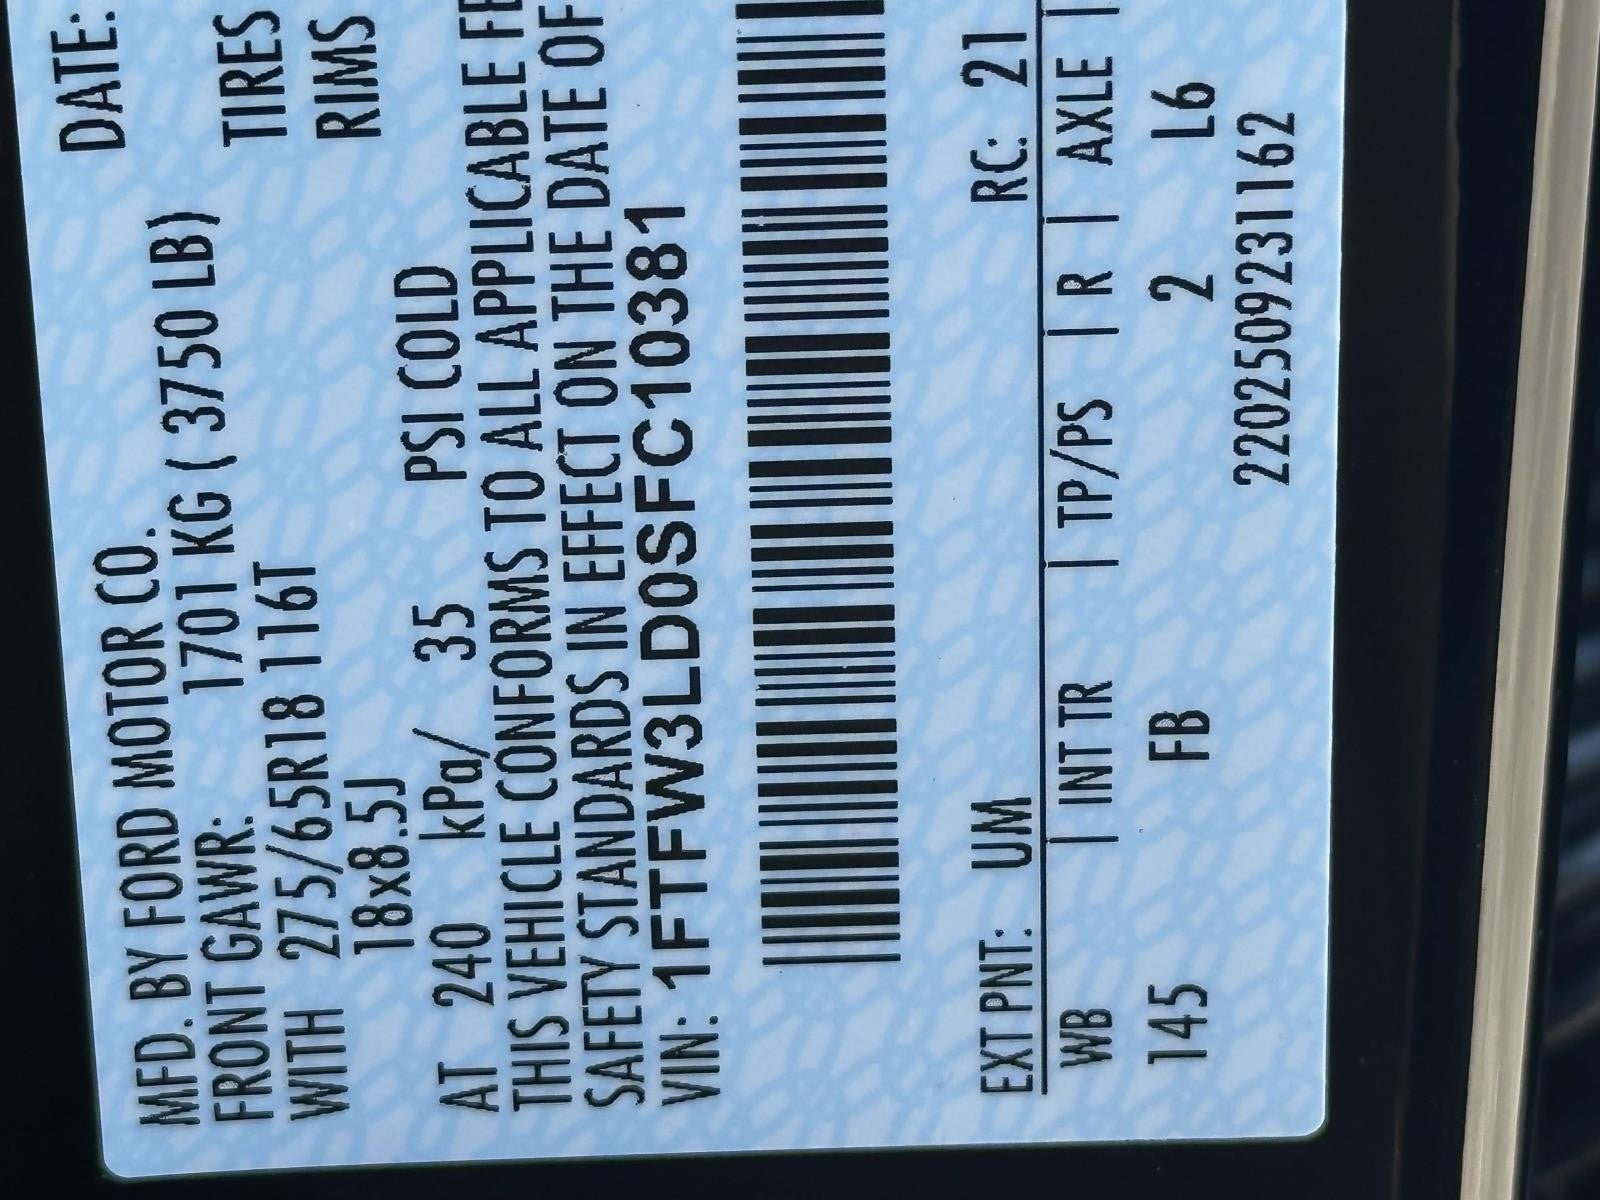 MFD. BY FORD MOTOR CO. DATE:
FRONT GAWR: 1701 KG ( 3750 LB)
WITH 275/65R18 116T TIRES
18x8.5J RIMS
AT 240 kPa/ 35 PSI COLD
THIS VEHICLE CONFORMS TO ALL APPLICABLE FE
SAFETY STANDARDS IN EFFECT ON THE DATE OF
VIN: 1FTFW3LD0SFC10381
EXT PNT: UM RC: 21
WB | INT TR | TP/PS | R | AXLE |
145 FB 2 L6
2202509231162